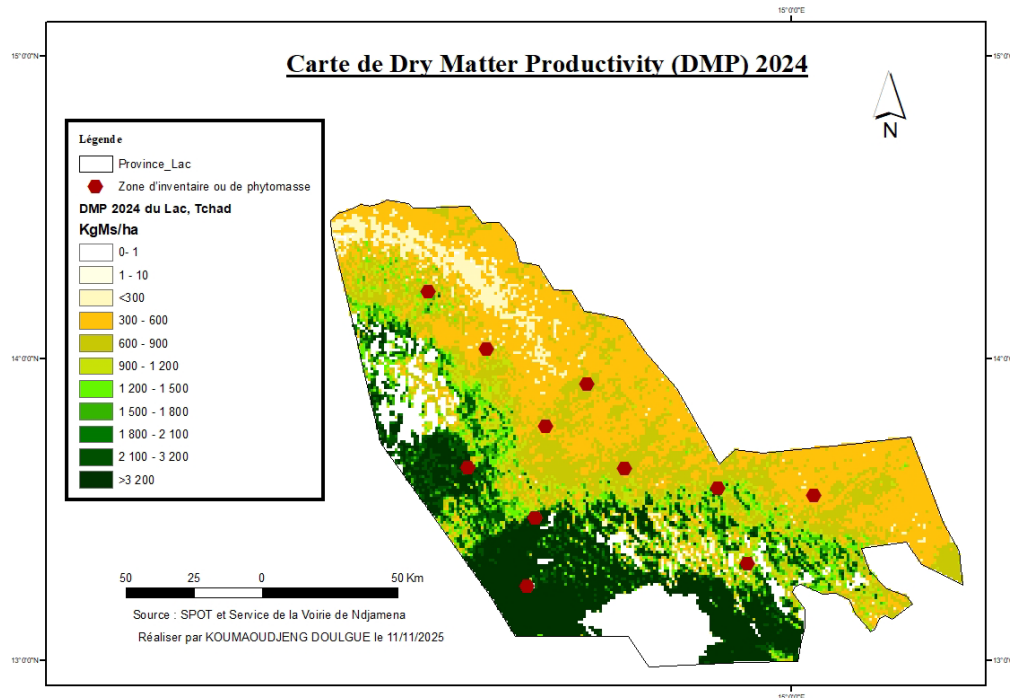 15°0'0"E
15°0'0"N
15°0'0"N
Carte de Dry Matter Productivity (DMP) 2024
N
Légende
Province_Lac
Zone d'inventaire ou de phytomasse
DMP 2024 du Lac, Tchad
KgMs/ha
0- 1
1 - 10
<300
300 - 600
600 - 900
900 - 1 200
1 200 - 1 500
1 500 - 1 800
1 800 - 2 100
2 100 - 3 200
>3 200
14°0'0"N
14°0'0"N
50 25 0 50 Km
Source : SPOT et Service de la Voirie de Ndjamena
Réaliser par KOUMAOUDJENG DOULGUE le 11/11/2025
13°0'0"N
13°0'0"N
15°0'0"E